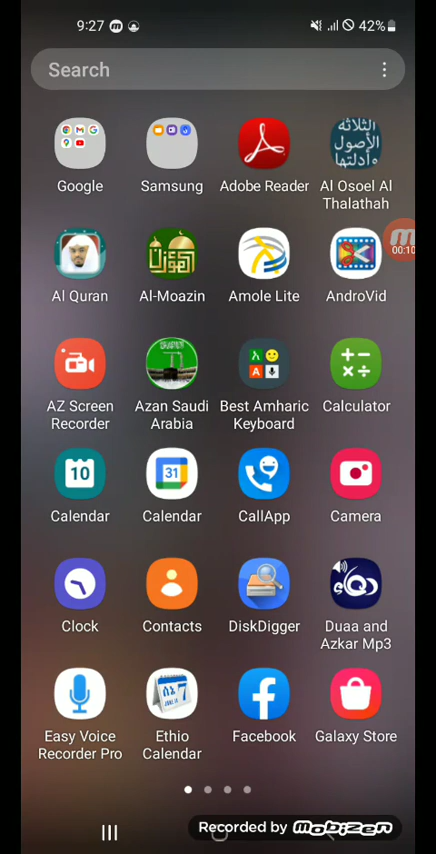 9:27
42%
Search
الثلاثة
الأصول
وأدلتها
Google
Samsung
Adobe Reader
Al Osoel Al
Thalathah
00:10
Al Quran
Al-Moazin
Amole Lite
AndroVid
AZ Screen
Recorder
Azan Saudi
Arabia
Best Amharic
Keyboard
Calculator
10
31
Calendar
Calendar
CallApp
Camera
Clock
Contacts
DiskDigger
Duaa and
Azkar Mp3
7
Easy Voice
Recorder Pro
Ethio
Calendar
Facebook
Galaxy Store
Recorded by mobizen